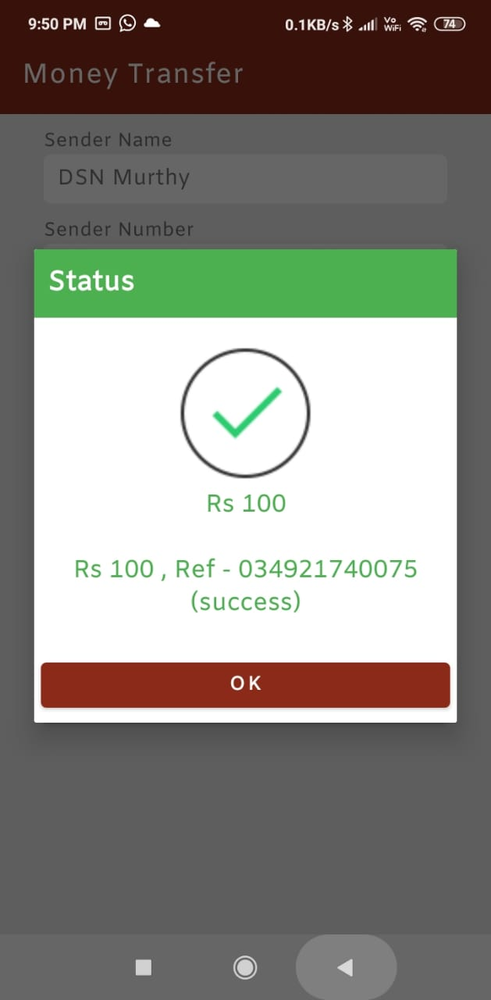 9:50 PM
0.1KB/s
Vo
WiFi
74
Money Transfer
Sender Name
DSN Murthy
Sender Number
Status
Rs 100
Rs 100 , Ref - 034921740075
(success)
OK